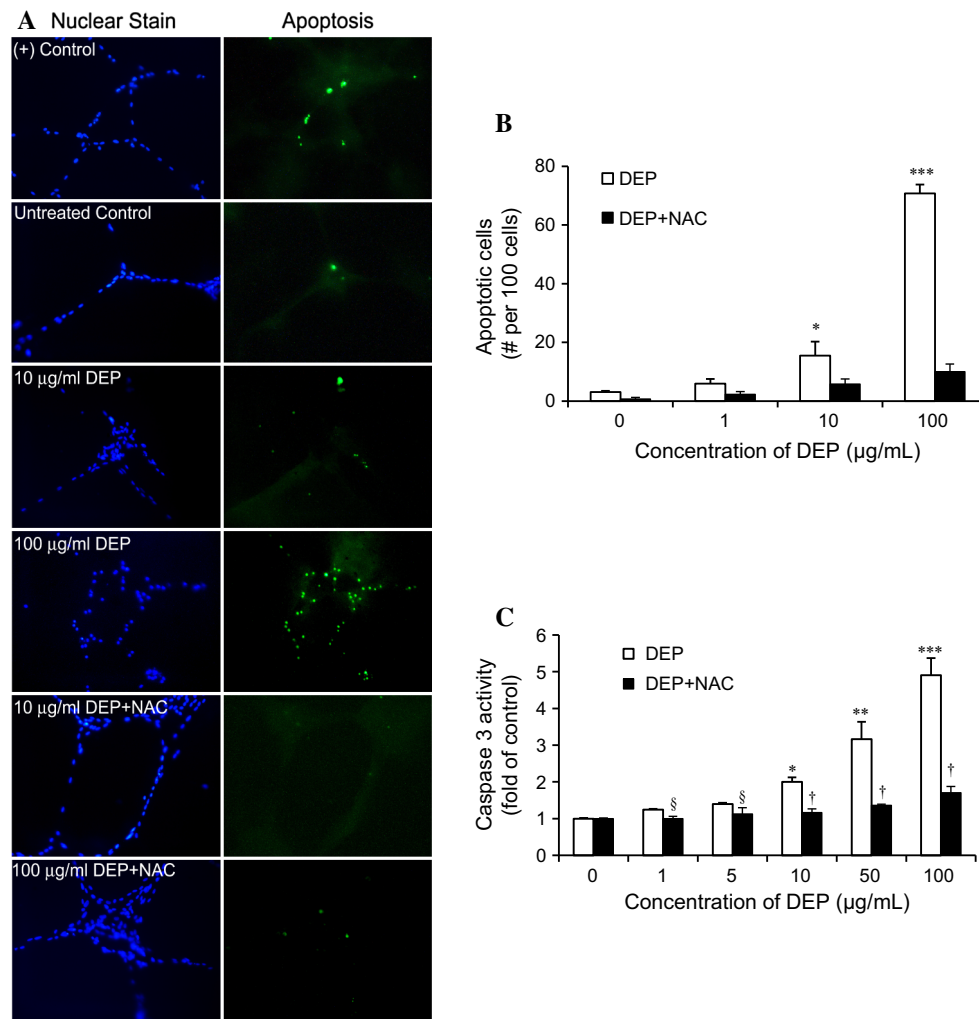 A Nuclear Stain Apoptosis
(+) Control
Untreated Control
10 µg/ml DEP
100 µg/ml DEP
10 µg/ml DEP+NAC
100 µg/ml DEP+NAC
B
80
60
40
20
0
Apoptotic cells
(# per 100 cells)
DEP
DEP+NAC
*
***
0 1 10 100
Concentration of DEP (µg/mL)
C
6
5
4
3
2
1
0
Caspase 3 activity
(fold of control)
DEP
DEP+NAC
§ § * † ** † *** †
0 1 5 10 50 100
Concentration of DEP (µg/mL)